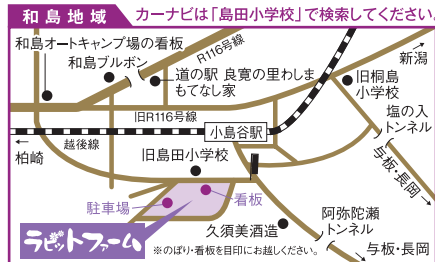 和島地域
カーナビは「島田小学校」で検索してください。
和島オートキャンプ場の看板
R116号線
新潟
和島ブルボン
道の駅 良寛の里わしま
もてなし家
旧桐島
小学校
旧R116号線
小島谷駅
塩の入
トンネル
越後線
柏崎
旧島田小学校
与板・長岡
看板
駐車場
久須美酒造
阿弥陀瀬
トンネル
ラビットファーム
※のぼり・看板を目印にお越しください。
与板・長岡